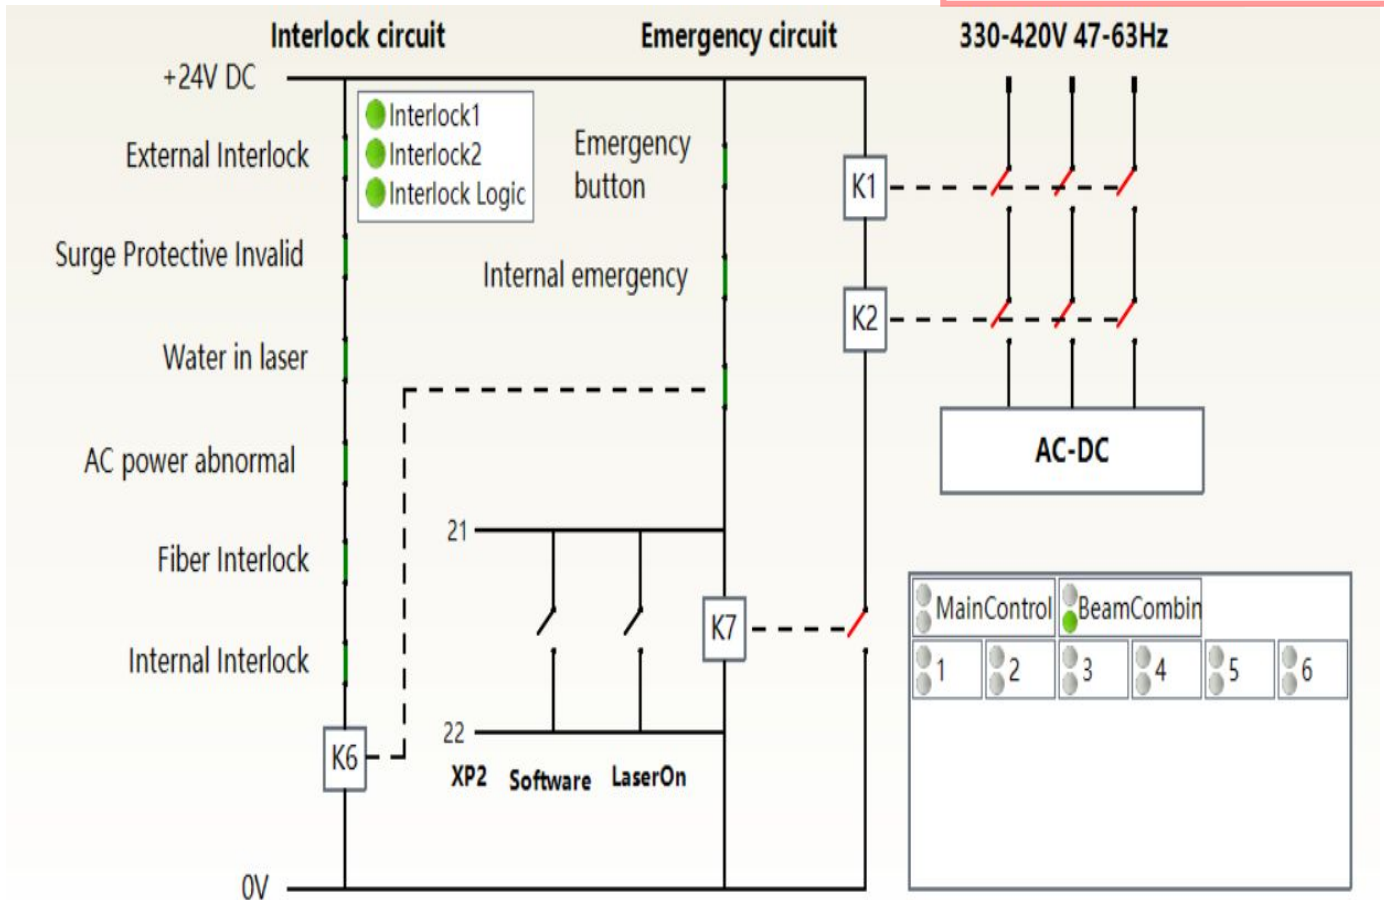 Interlock circuit
Emergency circuit
330-420V 47-63Hz
+24V DC
Interlock1
Interlock2
Interlock Logic
External Interlock
Surge Protective Invalid
Water in laser
AC power abnormal
Fiber Interlock
Internal Interlock
K6
0V
Emergency
button
Internal emergency
21
22
XP2
Software
LaserOn
K7
K1
K2
AC-DC
MainControl
BeamCombin
1
2
3
4
5
6